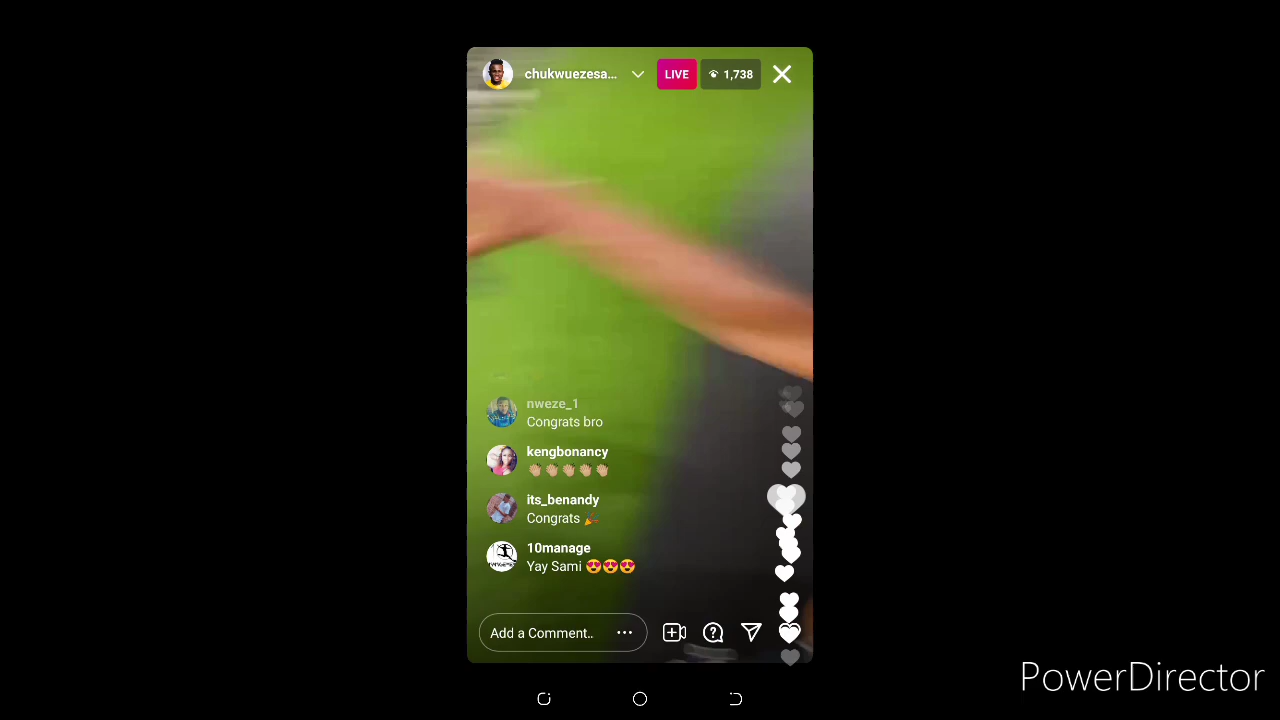 chukwuezesa... LIVE 1,738
nweze_1
Congrats bro
kengbonancy
👏🏼👏🏼👏🏼👏🏼👏🏼
its_benandy
Congrats 🎉
10manage
Yay Sami 😍😍😍
Add a Comment..
PowerDirector